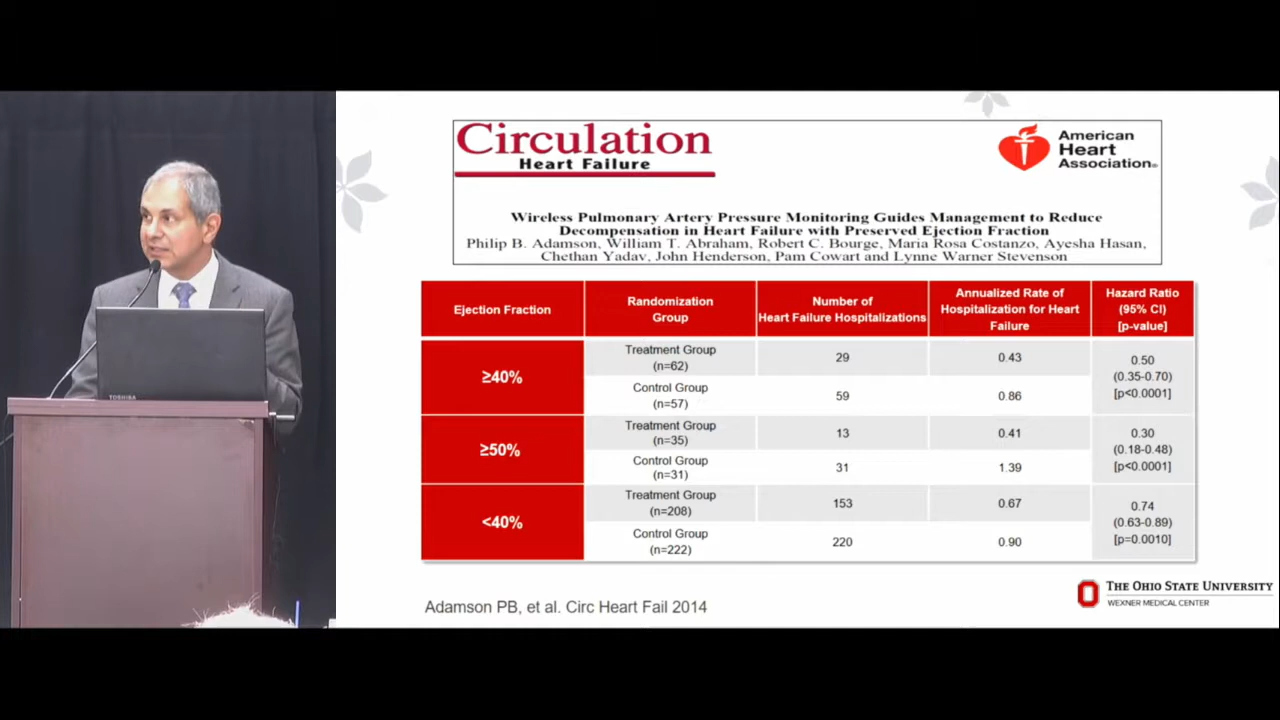 Circulation
Heart Failure
American
Heart
Association®
Wireless Pulmonary Artery Pressure Monitoring Guides Management to Reduce
Decompensation in Heart Failure with Preserved Ejection Fraction
Philip B. Adamson, William T. Abraham, Robert C. Bourge, Maria Rosa Costanzo, Ayesha Hasan,
Chethan Yadav, John Henderson, Pam Cowart and Lynne Warner Stevenson
Ejection Fraction
Randomization
Group
Number of
Heart Failure Hospitalizations
Annualized Rate of
Hospitalization for Heart
Failure
Hazard Ratio
(95% CI)
[p-value]
≥40%
Treatment Group
(n=62)
29
0.43
Control Group
(n=57)
59
0.86
0.50
(0.35-0.70)
[p<0.0001]
≥50%
Treatment Group
(n=35)
13
0.41
Control Group
(n=31)
31
1.39
0.30
(0.18-0.48)
[p<0.0001]
<40%
Treatment Group
(n=208)
153
0.67
Control Group
(n=222)
220
0.90
0.74
(0.63-0.89)
[p=0.0010]
Adamson PB, et al. Circ Heart Fail 2014
THE OHIO STATE UNIVERSITY
WEXNER MEDICAL CENTER
TOSHIBA